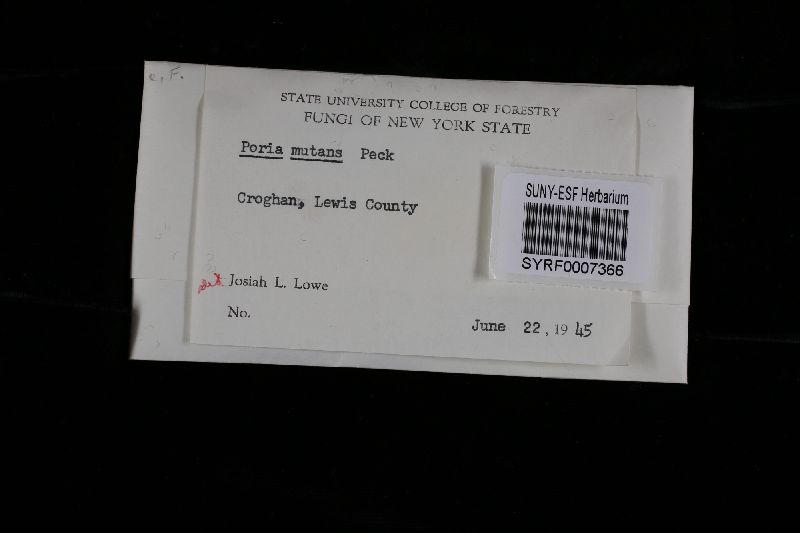 C, F.
STATE UNIVERSITY COLLEGE OF FORESTRY
FUNGI OF NEW YORK STATE
Poria mutans Peck
Croghan, Lewis County
SUNY-ESF Herbarium
SYRF0007366
det Josiah L. Lowe
No.
June 22, 19 45